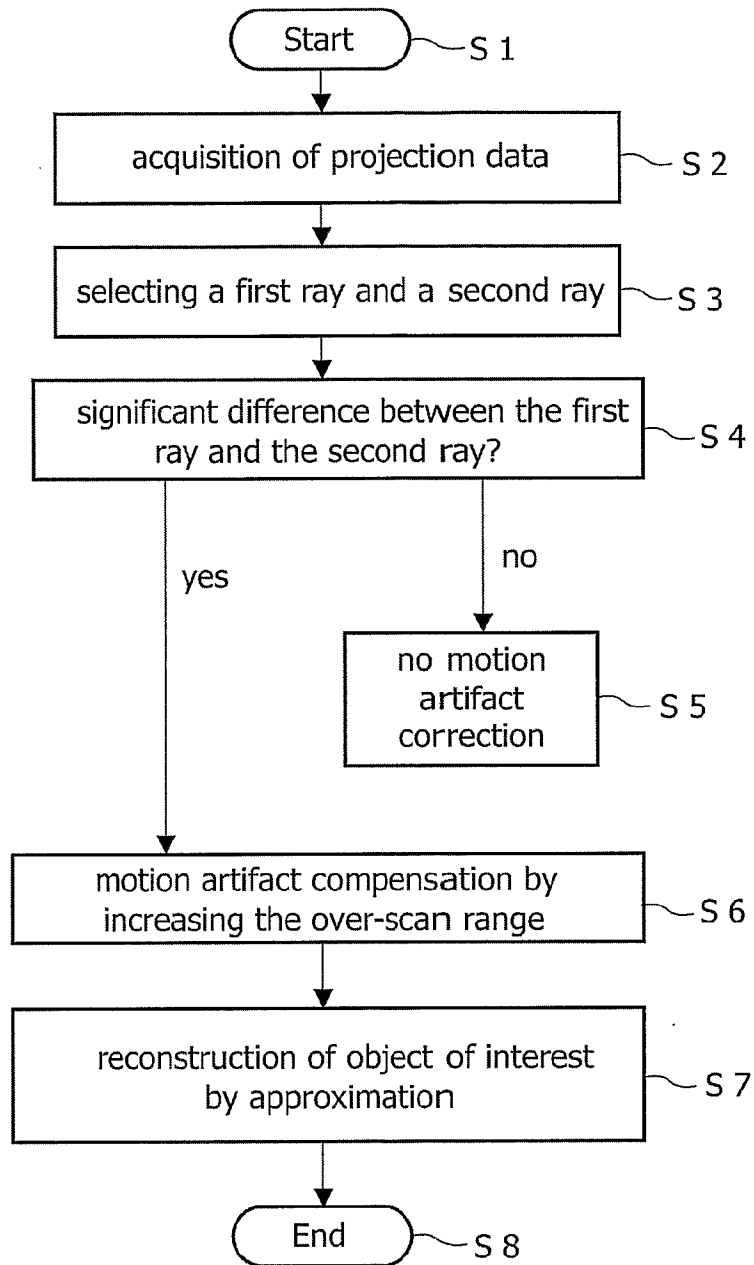 Start
S 1
acquisition of projection data
S 2
selecting a first ray and a second ray
S 3
significant difference between the first
ray and the second ray?
S 4
yes
no
no motion
artifact
correction
S 5
motion artifact compensation by
increasing the over-scan range
S 6
reconstruction of object of interest
by approximation
S 7
End
S 8